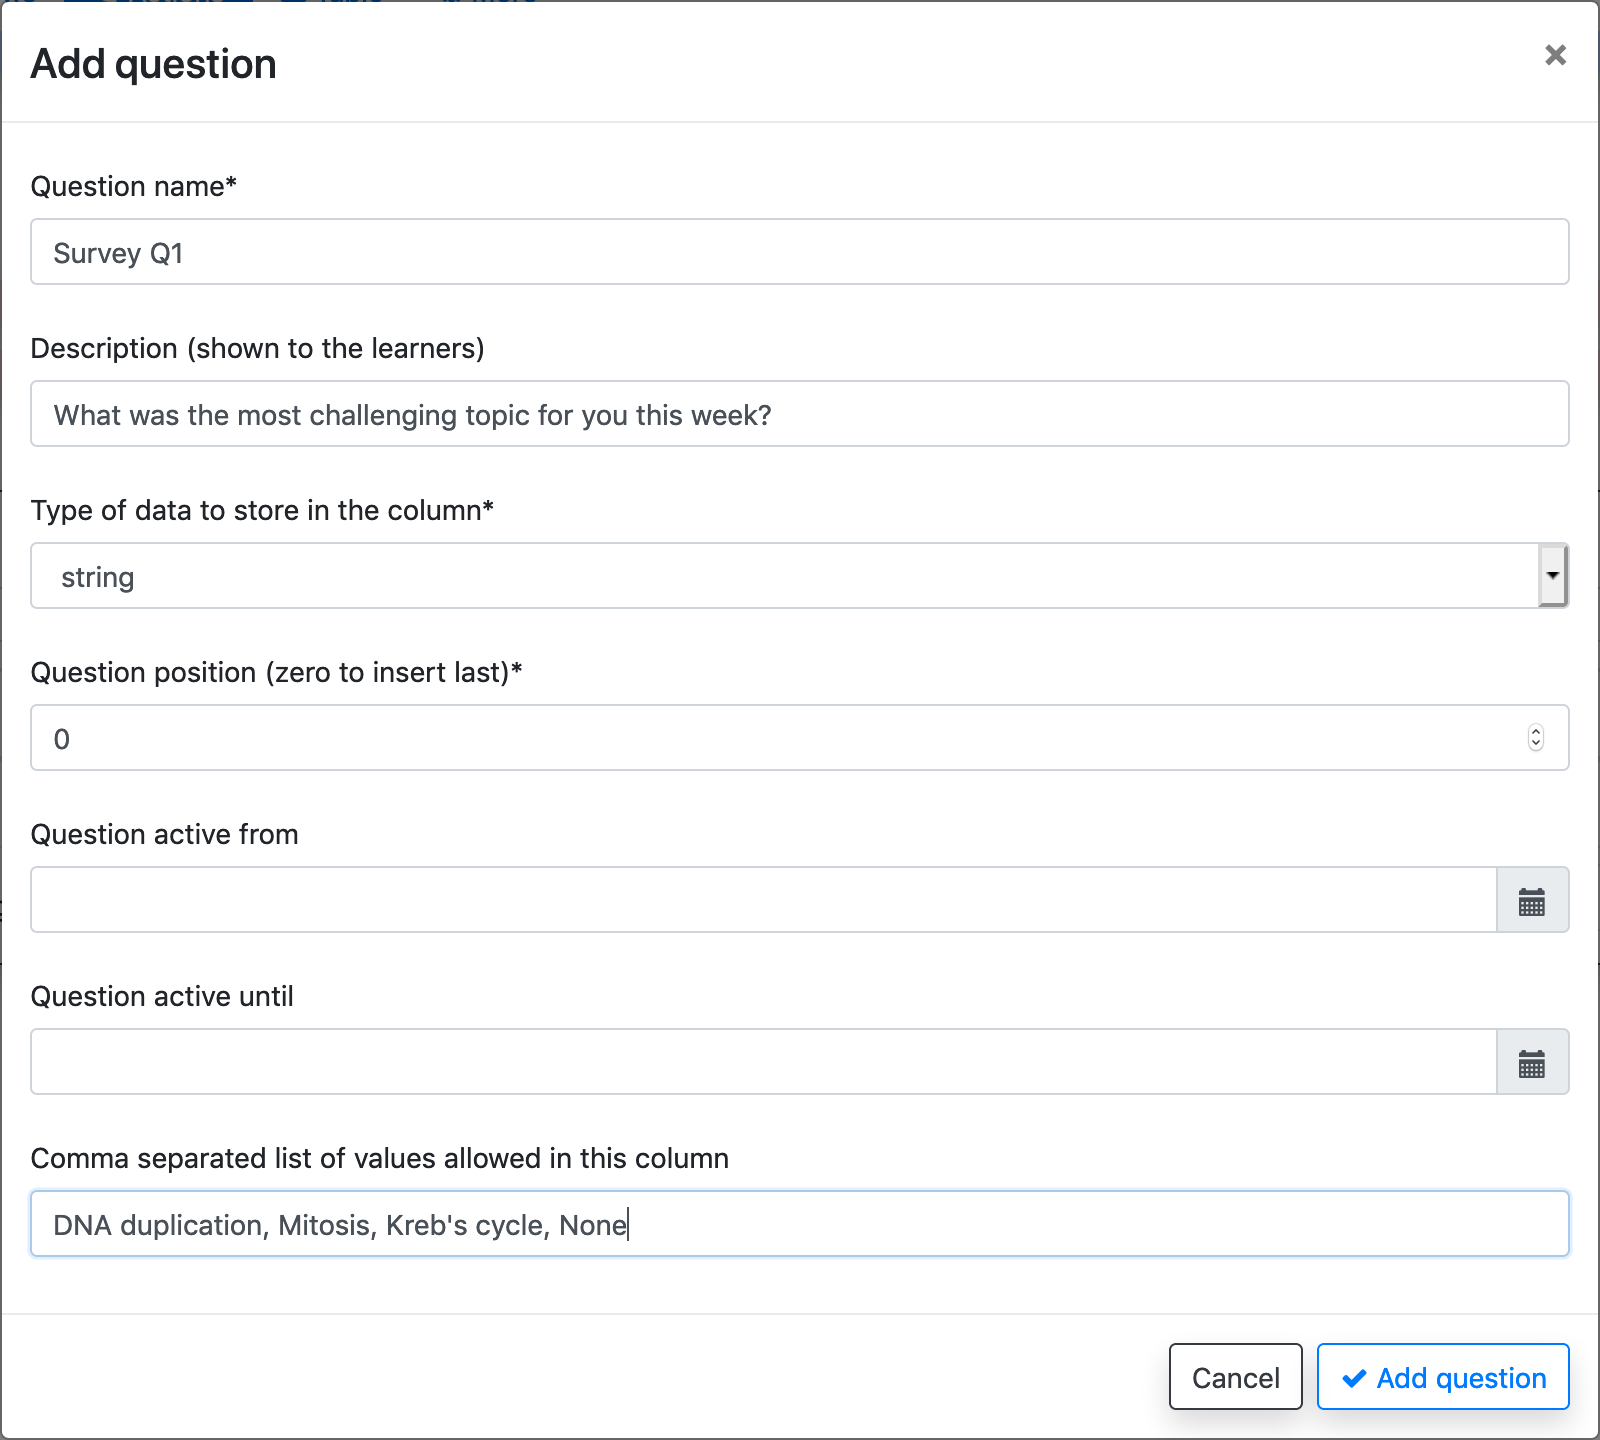 Add question
Question name*
Survey Q1
Description (shown to the learners)
What was the most challenging topic for you this week?
Type of data to store in the column*
string
Question position (zero to insert last)*
0
Question active from
Question active until
Comma separated list of values allowed in this column
DNA duplication, Mitosis, Kreb's cycle, None
Cancel
Add question